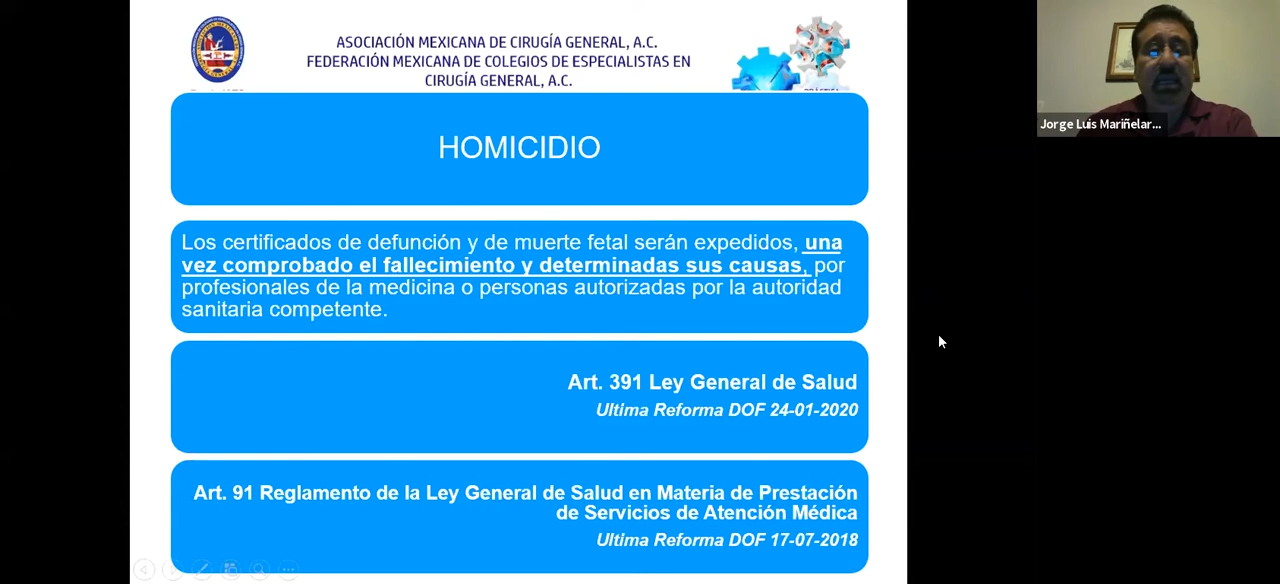 ASOCIACIÓN MEXICANA DE CIRUGÍA GENERAL, A.C.
FEDERACIÓN MEXICANA DE COLEGIOS DE ESPECIALISTAS EN
CIRUGÍA GENERAL, A.C.
Jorge Luis Mariñelar...
HOMICIDIO
Los certificados de defunción y de muerte fetal serán expedidos, una
vez comprobado el fallecimiento y determinadas sus causas, por
profesionales de la medicina o personas autorizadas por la autoridad
sanitaria competente.
Art. 391 Ley General de Salud
Ultima Reforma DOF 24-01-2020
Art. 91 Reglamento de la Ley General de Salud en Materia de Prestación
de Servicios de Atención Médica
Ultima Reforma DOF 17-07-2018